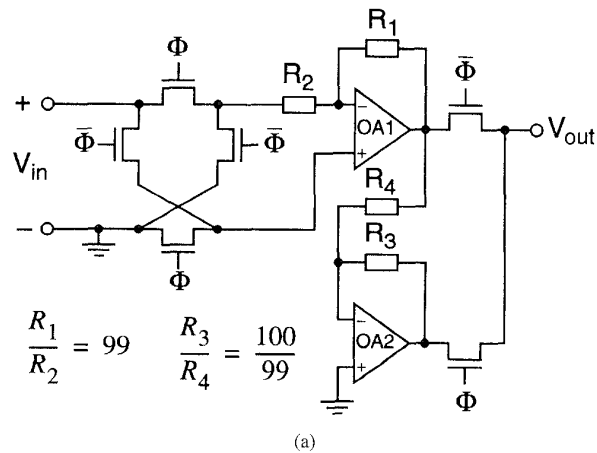 Φ
R1
R2
Φ̄
+
−
OA1
Vout
Φ̄
Φ̄
Vin
+
R4
−
Φ
R3
R1/R2 = 99
R3/R4 = 100/99
−
OA2
+
Φ
(a)